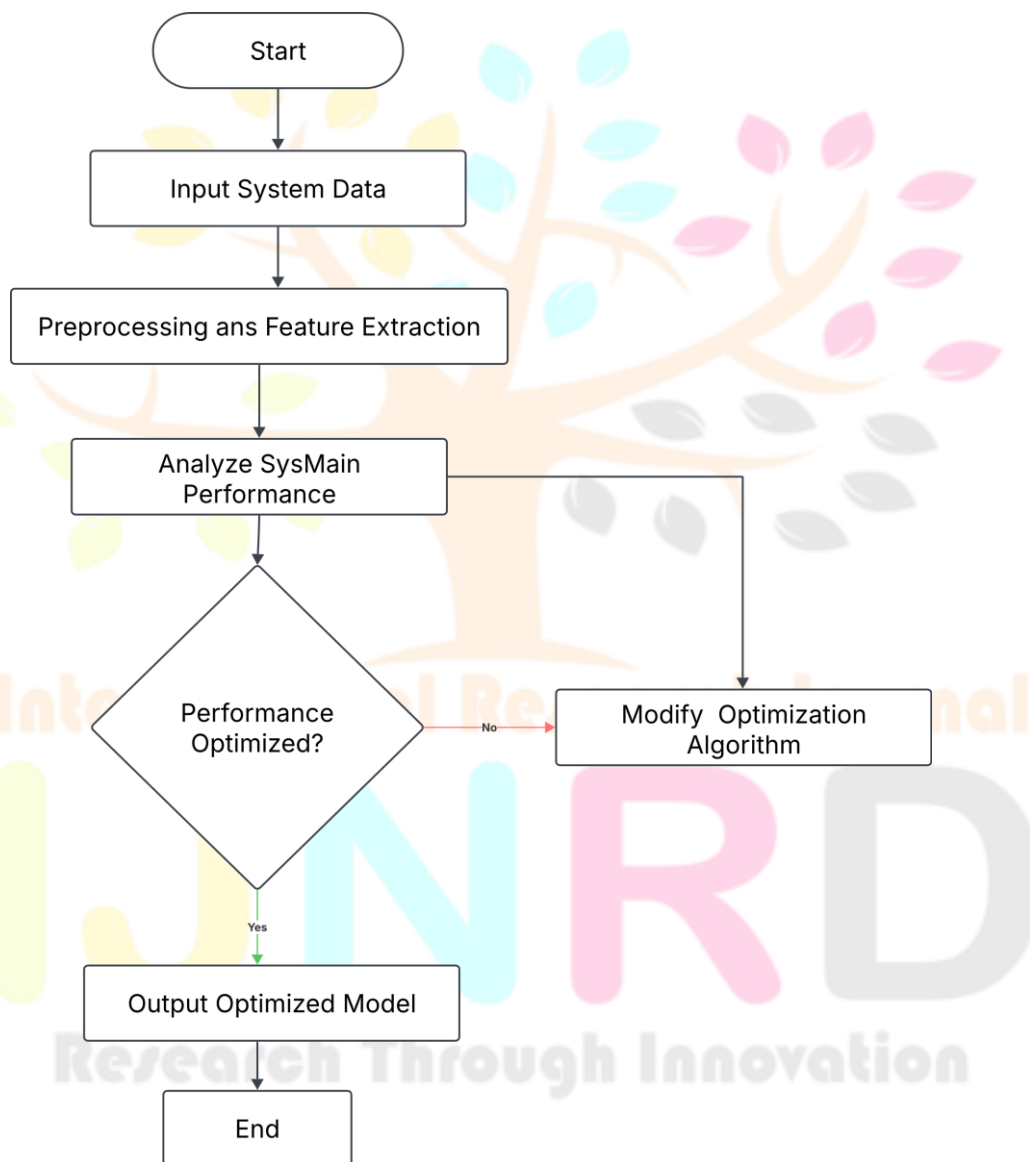 Start
Input System Data
Preprocessing ans Feature Extraction
Analyze SysMain
Performance
Performance
Optimized?
No
Modify Optimization
Algorithm
Yes
Output Optimized Model
End
IJNRD
Research Through Innovation